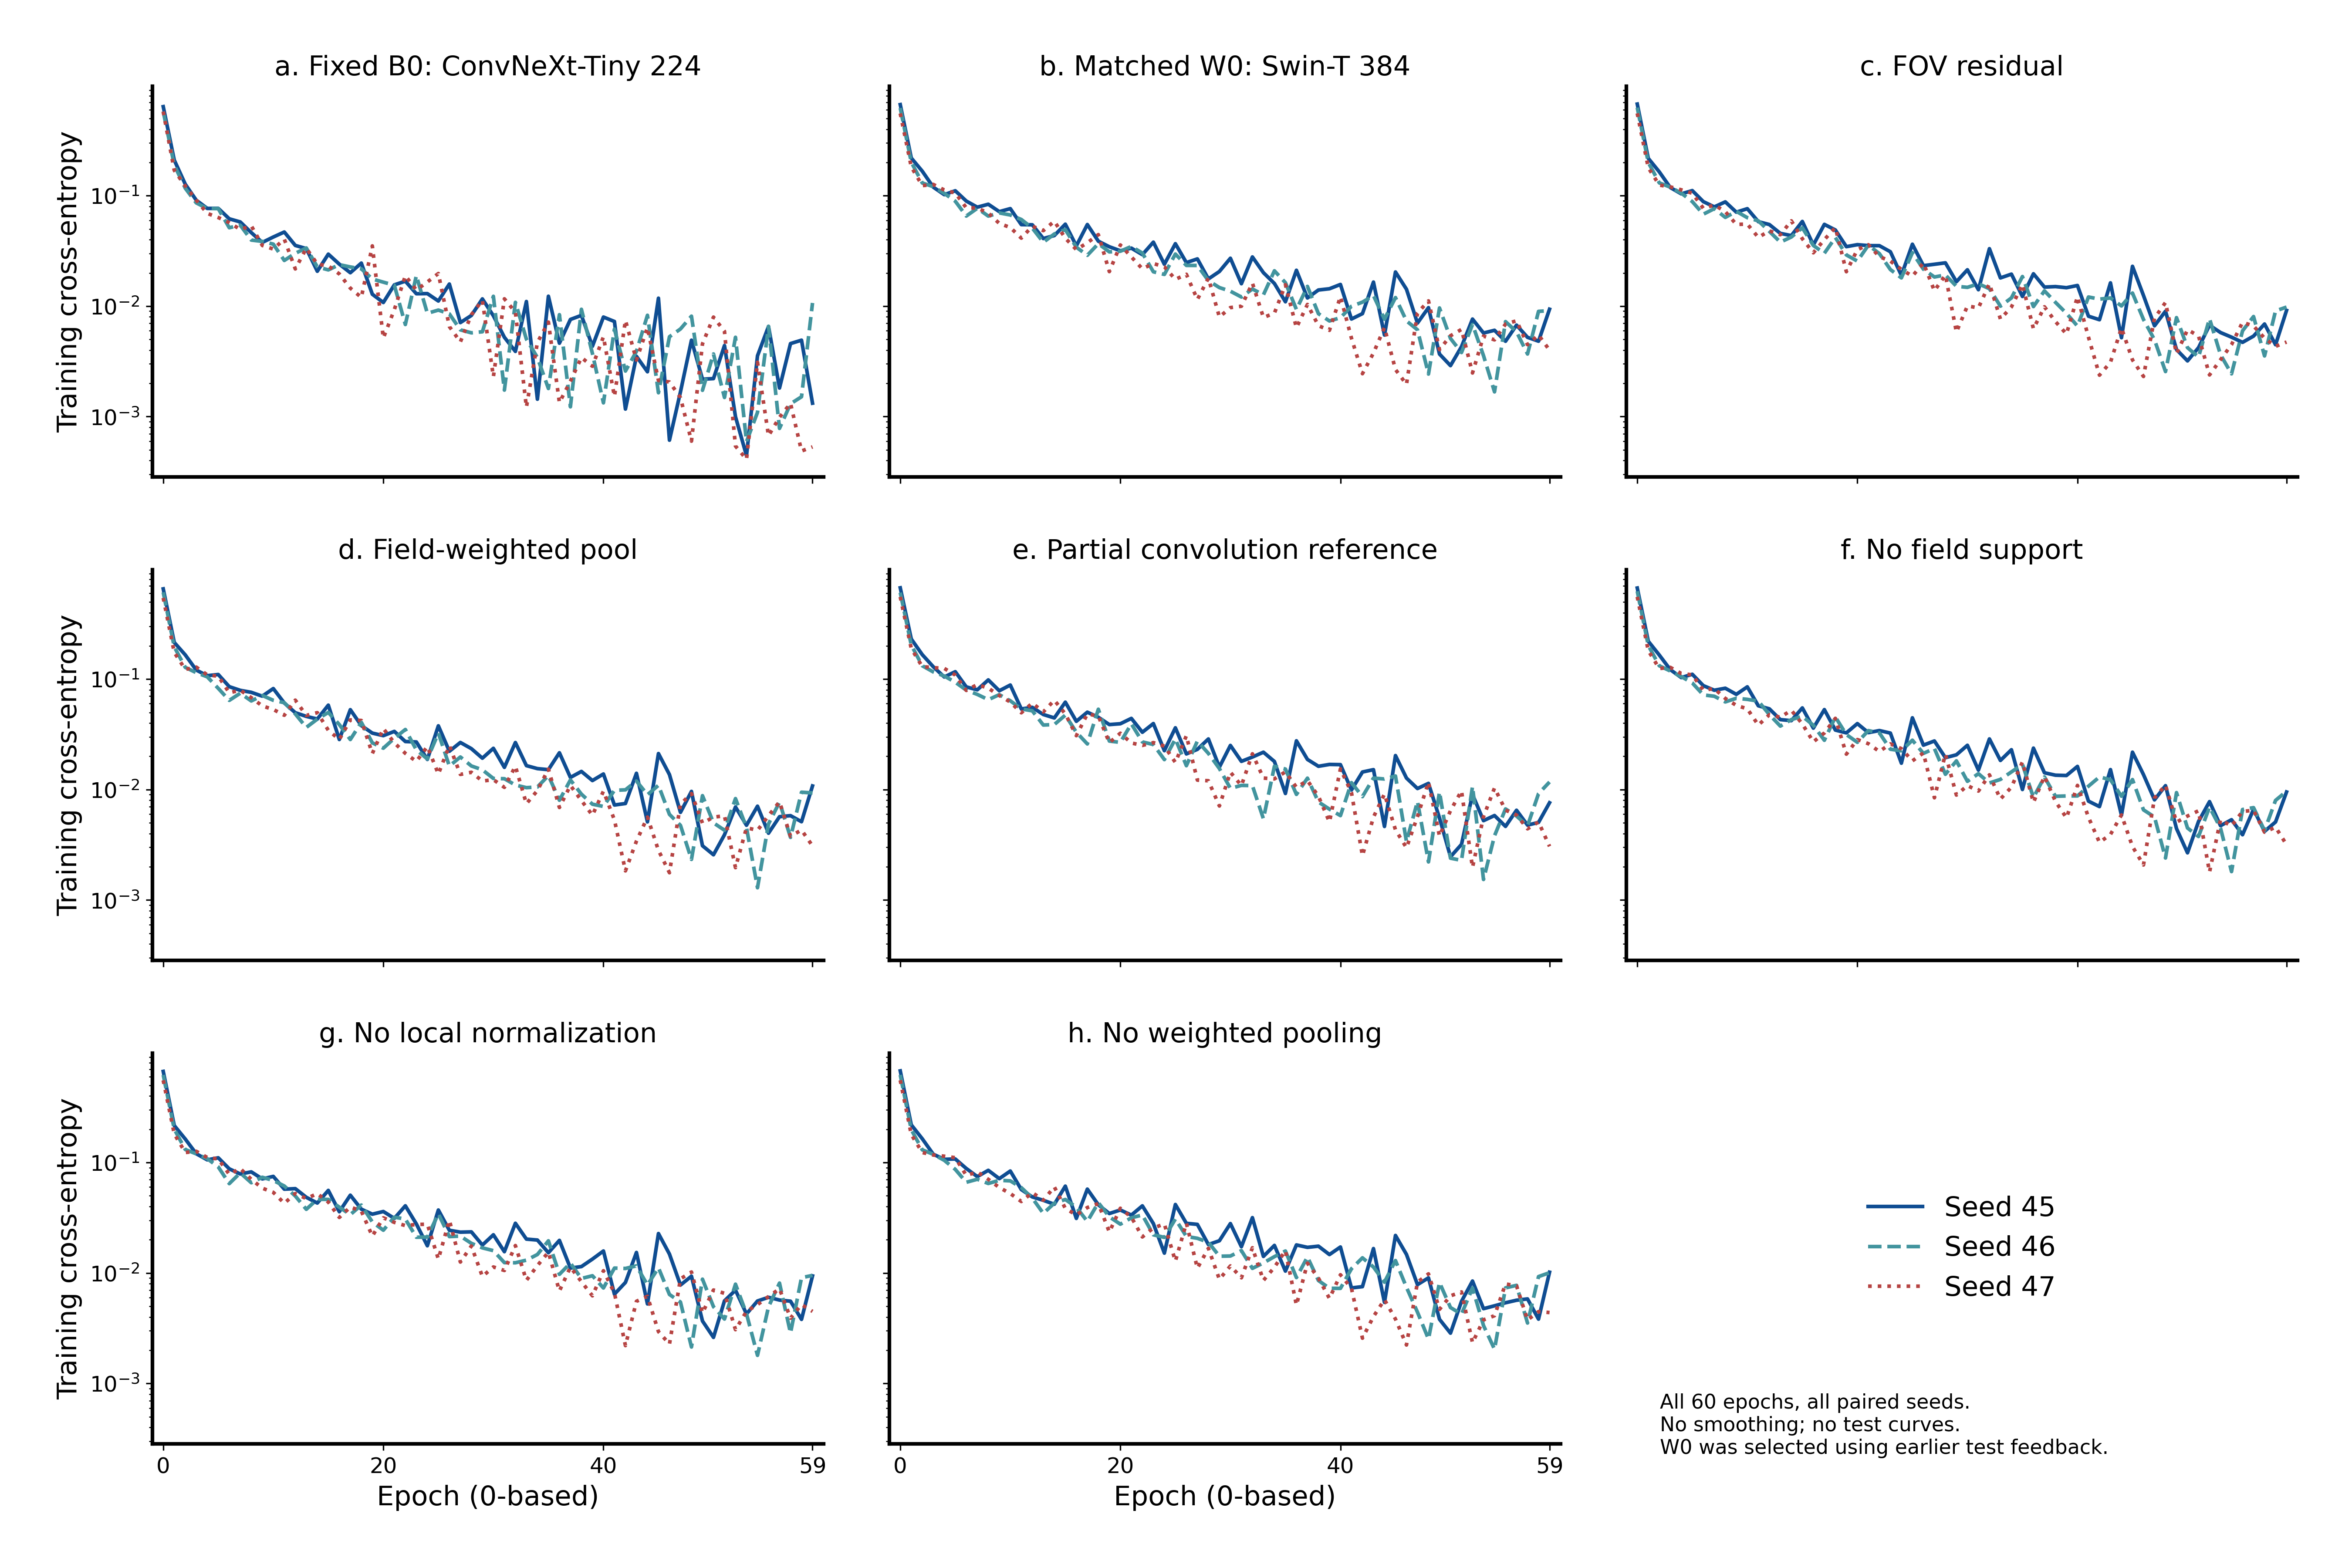 a. Fixed B0: ConvNeXt-Tiny 224
b. Matched W0: Swin-T 384
c. FOV residual
Training cross-entropy
10⁻¹
10⁻²
10⁻³
d. Field-weighted pool
e. Partial convolution reference
f. No field support
Training cross-entropy
10⁻¹
10⁻²
10⁻³
g. No local normalization
h. No weighted pooling
Training cross-entropy
10⁻¹
10⁻²
10⁻³
0 20 40 59
Epoch (0-based)
0 20 40 59
Epoch (0-based)
Seed 45
Seed 46
Seed 47
All 60 epochs, all paired seeds.
No smoothing; no test curves.
W0 was selected using earlier test feedback.